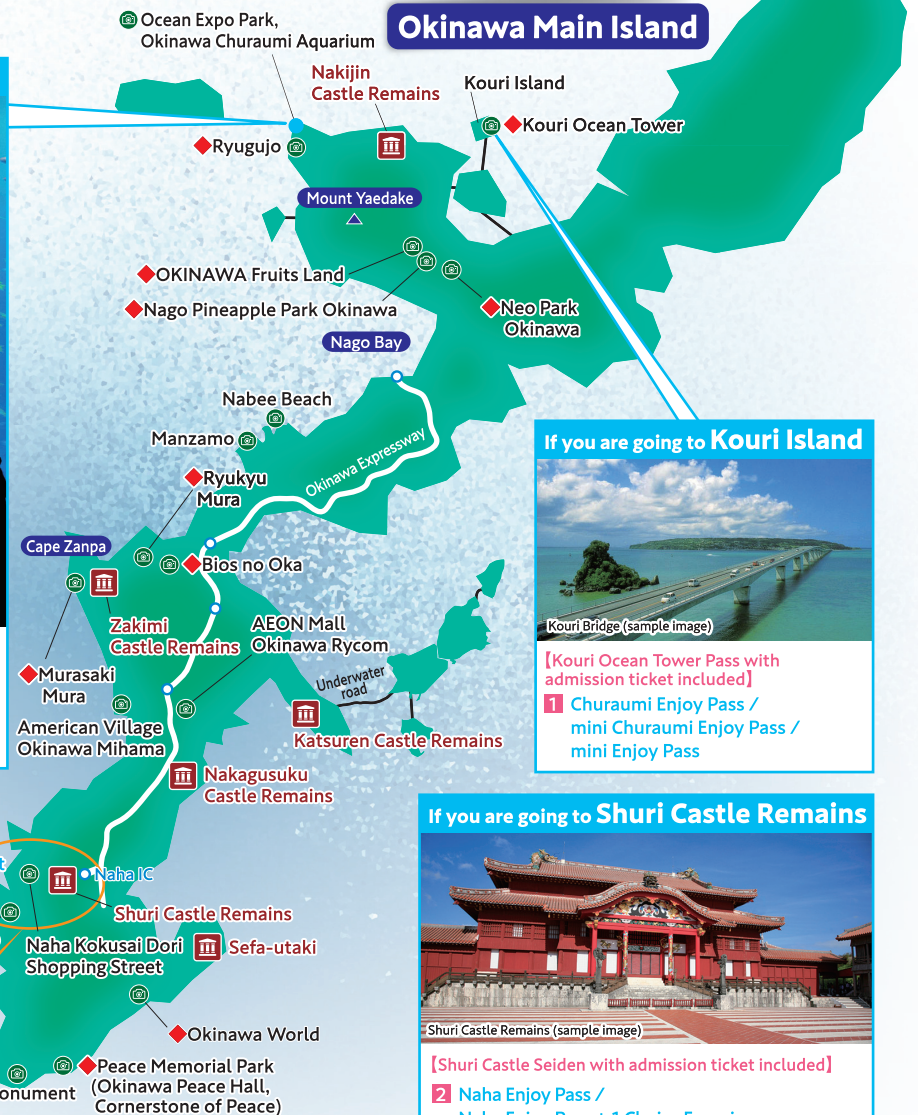 Ocean Expo Park,
Okinawa Churaumi Aquarium
Okinawa Main Island
Nakijin
Castle Remains
Kouri Island
Kouri Ocean Tower
Ryugujo
Mount Yaedake
OKINAWA Fruits Land
Nago Pineapple Park Okinawa
Neo Park
Okinawa
Nago Bay
Nabee Beach
Manzamo
Okinawa Expressway
Ryukyu
Mura
Cape Zanpa
Bios no Oka
Zakimi
Castle Remains
AEON Mall
Okinawa Rycom
Murasaki
Mura
Underwater
road
American Village
Okinawa Mihama
Katsuren Castle Remains
Nakagusuku
Castle Remains
Naha IC
Shuri Castle Remains
Naha Kokusai Dori
Shopping Street
Sefa-utaki
Okinawa World
Peace Memorial Park
(Okinawa Peace Hall,
Cornerstone of Peace)
onument
If you are going to Kouri Island
Kouri Bridge (sample image)
【Kouri Ocean Tower Pass with
admission ticket included】
1 Churaumi Enjoy Pass /
mini Churaumi Enjoy Pass /
mini Enjoy Pass
If you are going to Shuri Castle Remains
Shuri Castle Remains (sample image)
【Shuri Castle Seiden with admission ticket included】
2 Naha Enjoy Pass /